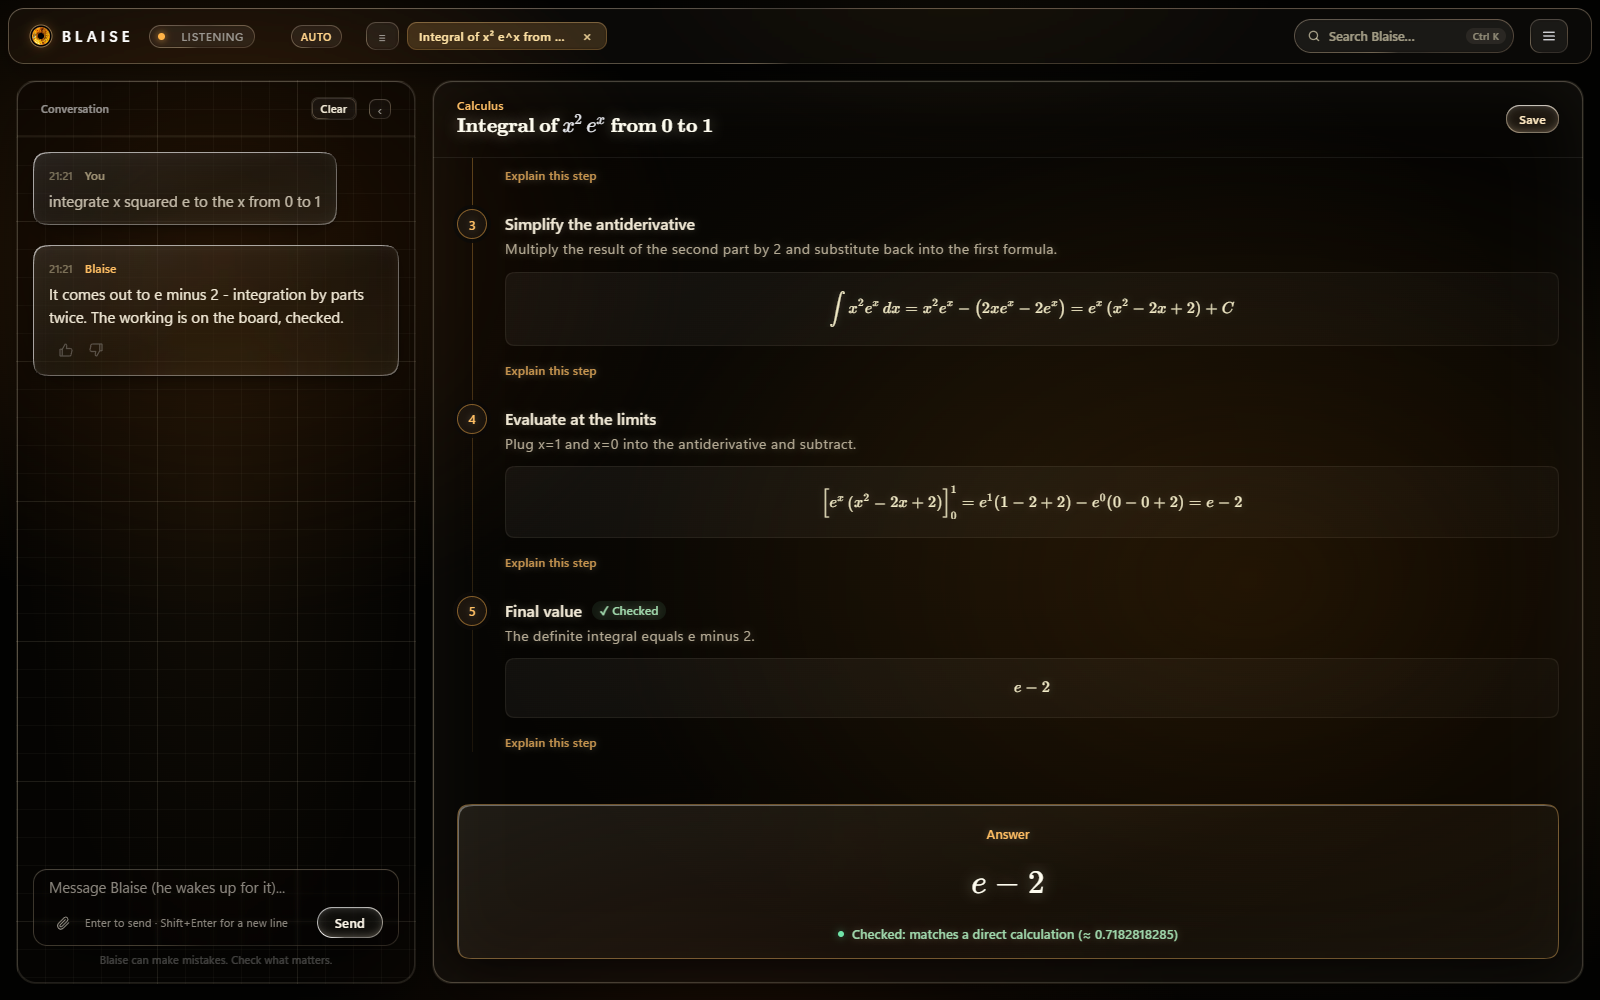 BLAISE
LISTENING
AUTO
Integral of x² e^x from ...
Search Blaise...
Ctrl K
Conversation
Clear
21:21 You
integrate x squared e to the x from 0 to 1
21:21 Blaise
It comes out to e minus 2 - integration by parts
twice. The working is on the board, checked.
Message Blaise (he wakes up for it)...
Enter to send · Shift+Enter for a new line
Send
Blaise can make mistakes. Check what matters.
Calculus
Integral of x² eˣ from 0 to 1
Save
Explain this step
3
Simplify the antiderivative
Multiply the result of the second part by 2 and substitute back into the first formula.
∫ x²eˣ dx = x²eˣ − (2xeˣ − 2eˣ) = eˣ (x² − 2x + 2) + C
Explain this step
4
Evaluate at the limits
Plug x=1 and x=0 into the antiderivative and subtract.
[eˣ (x² − 2x + 2)]₀¹ = e¹(1 − 2 + 2) − e⁰(0 − 0 + 2) = e − 2
Explain this step
5
Final value ✓ Checked
The definite integral equals e minus 2.
e − 2
Explain this step
Answer
e − 2
Checked: matches a direct calculation (≈ 0.7182818285)